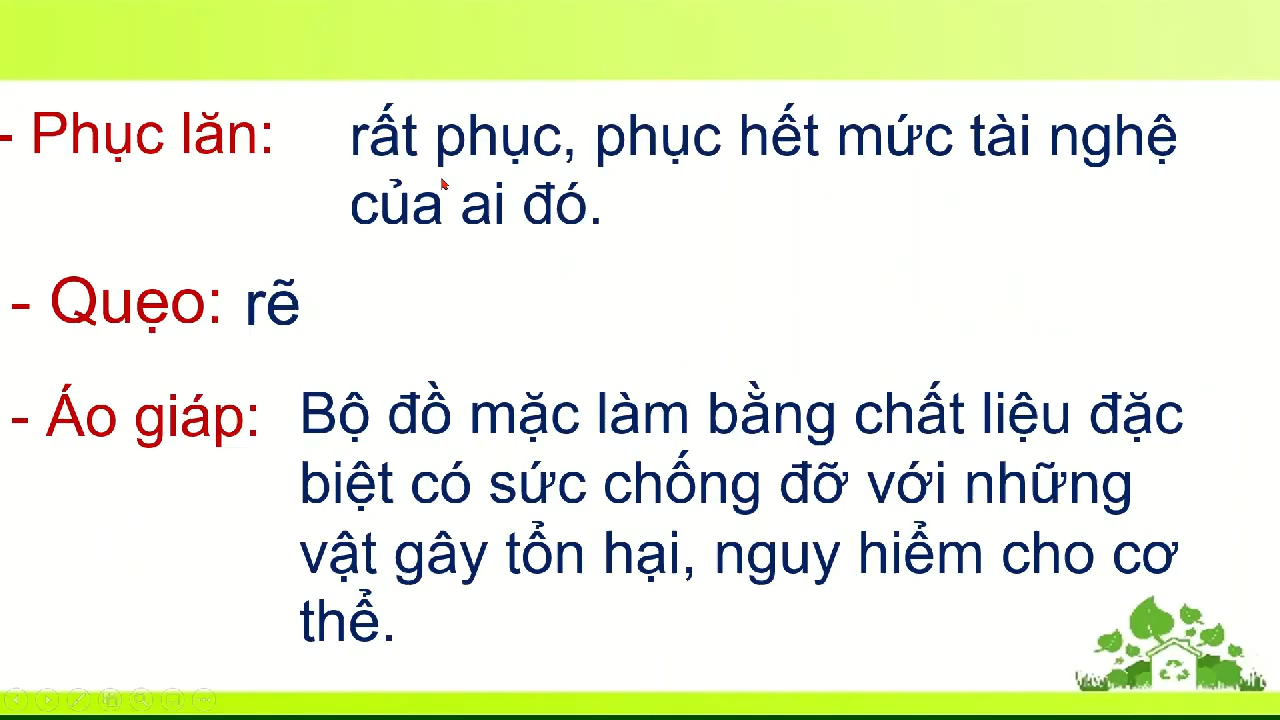 - Phục lăn: rất phục, phục hết mức tài nghệ
của ai đó.
- Quẹo: rẽ
- Áo giáp: Bộ đồ mặc làm bằng chất liệu đặc
biệt có sức chống đỡ với những
vật gây tổn hại, nguy hiểm cho cơ
thể.